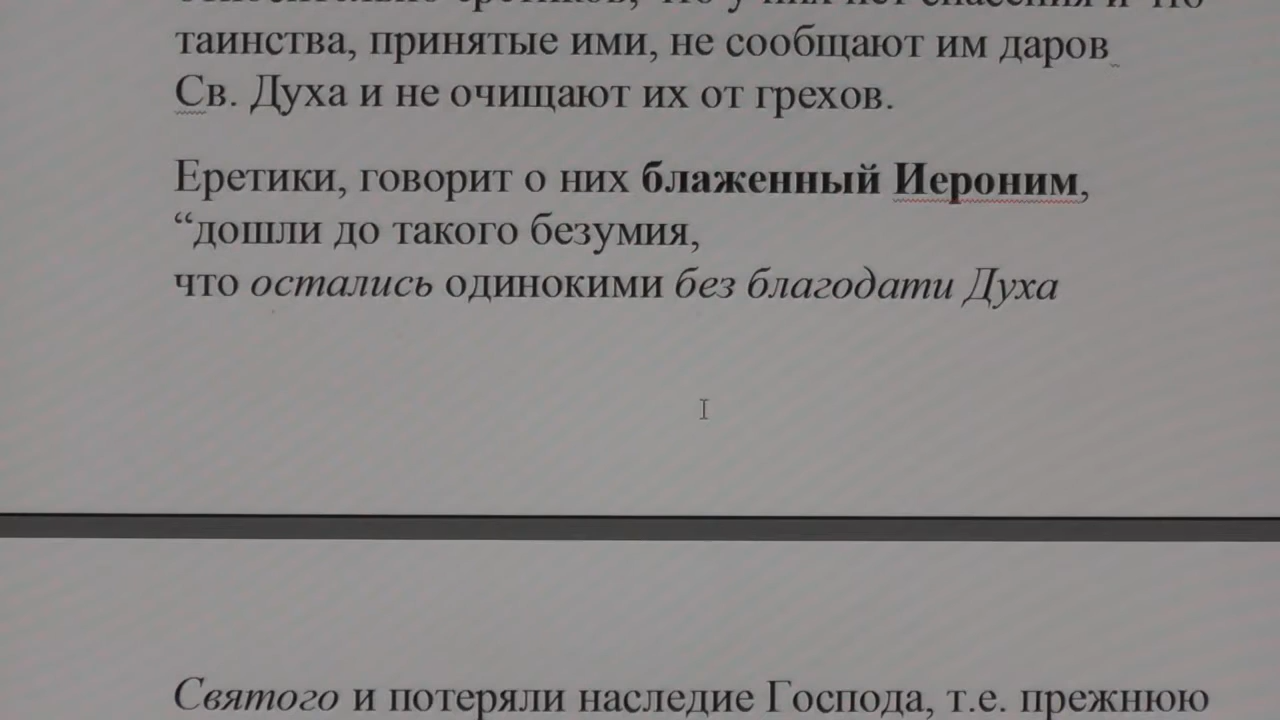 таинства, принятые ими, не сообщают им даров
Св. Духа и не очищают их от грехов.
Еретики, говорит о них блаженный Иероним,
“дошли до такого безумия,
что остались одинокими без благодати Духа
Святого и потеряли наследие Господа, т.е. прежнюю